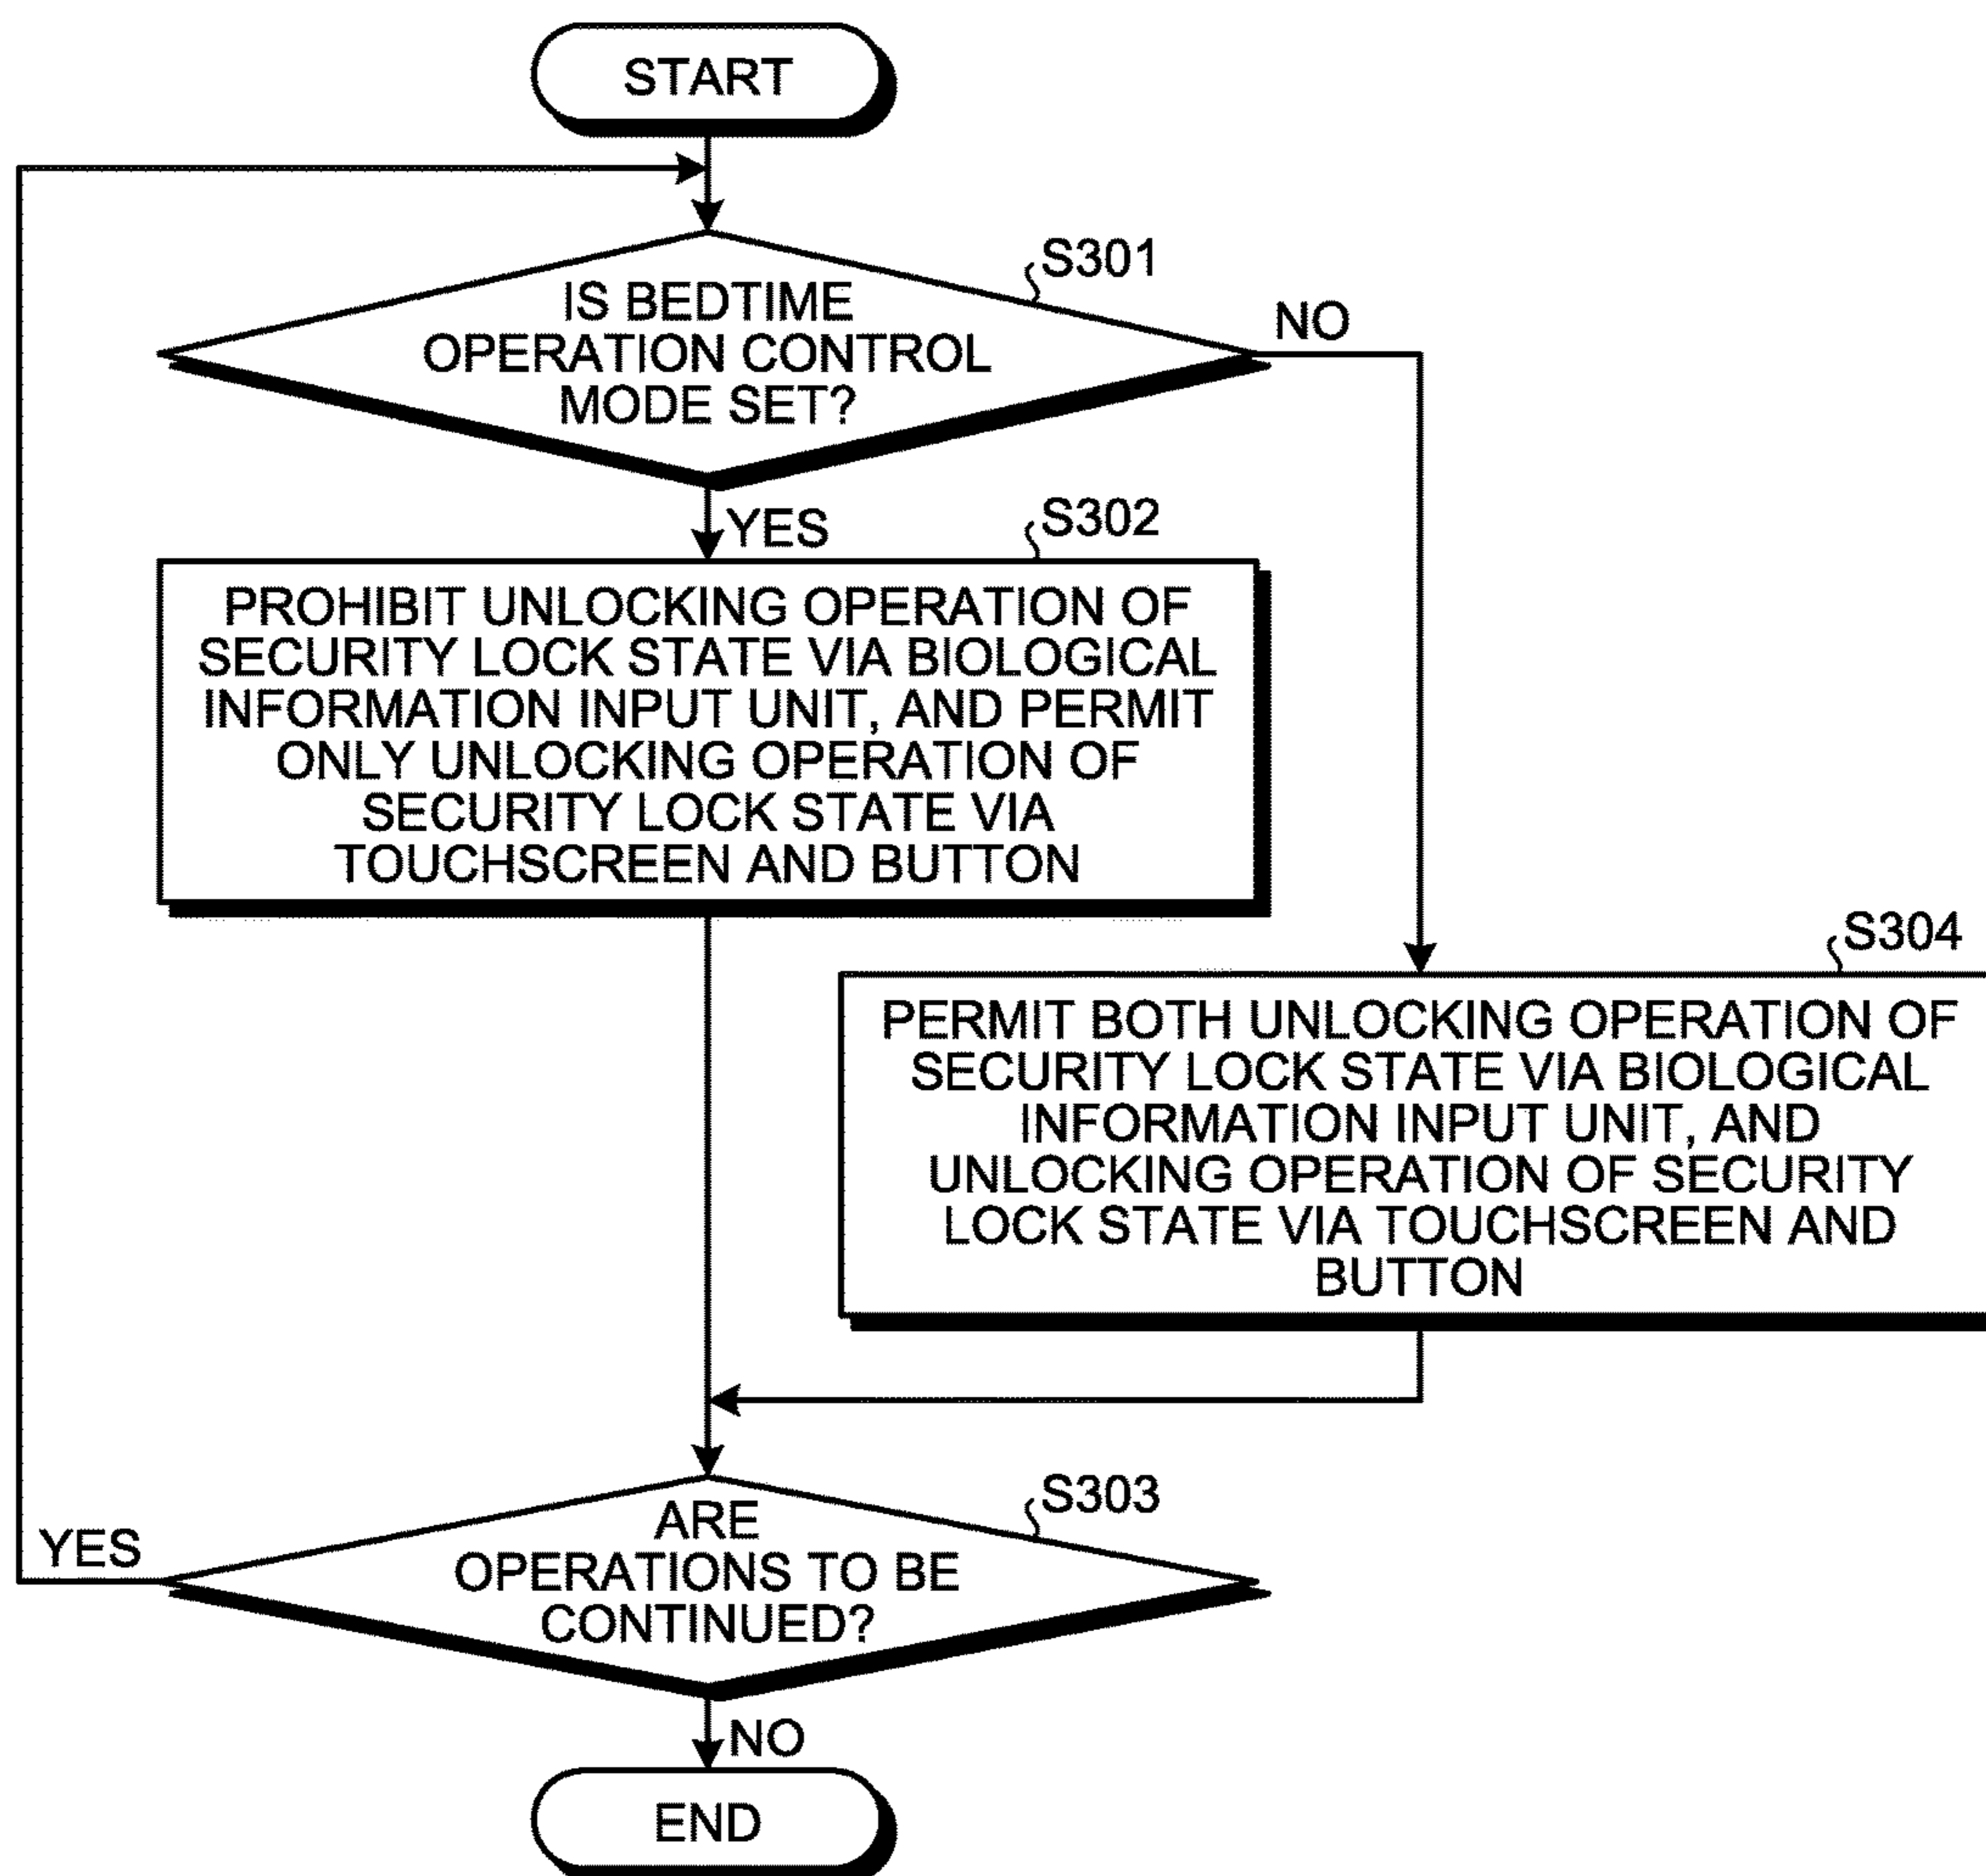 START
S301
IS BEDTIME
OPERATION CONTROL
MODE SET?
NO
YES
S302
PROHIBIT UNLOCKING OPERATION OF
SECURITY LOCK STATE VIA BIOLOGICAL
INFORMATION INPUT UNIT, AND PERMIT
ONLY UNLOCKING OPERATION OF
SECURITY LOCK STATE VIA
TOUCHSCREEN AND BUTTON
S304
PERMIT BOTH UNLOCKING OPERATION OF
SECURITY LOCK STATE VIA BIOLOGICAL
INFORMATION INPUT UNIT, AND
UNLOCKING OPERATION OF SECURITY
LOCK STATE VIA TOUCHSCREEN AND
BUTTON
S303
ARE
OPERATIONS TO BE
CONTINUED?
YES
NO
END